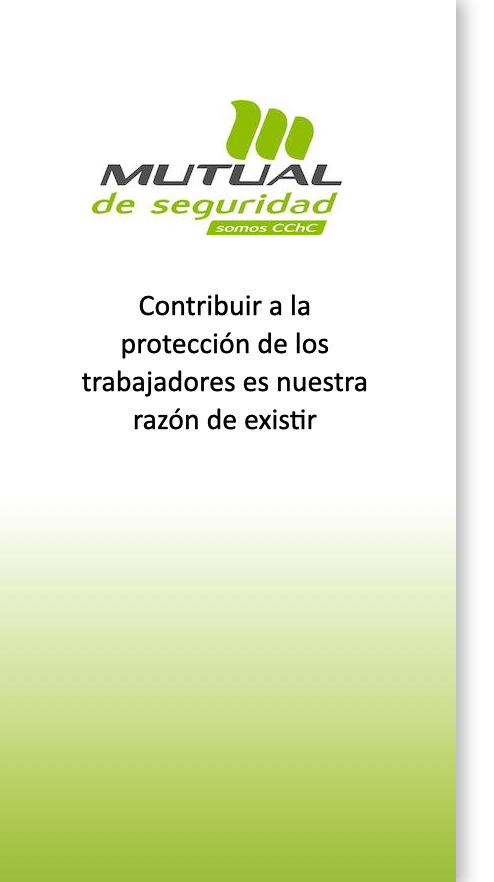 MUTUAL
de seguridad
somos CChC
Contribuir a la
protección de los
trabajadores es nuestra
razón de existir